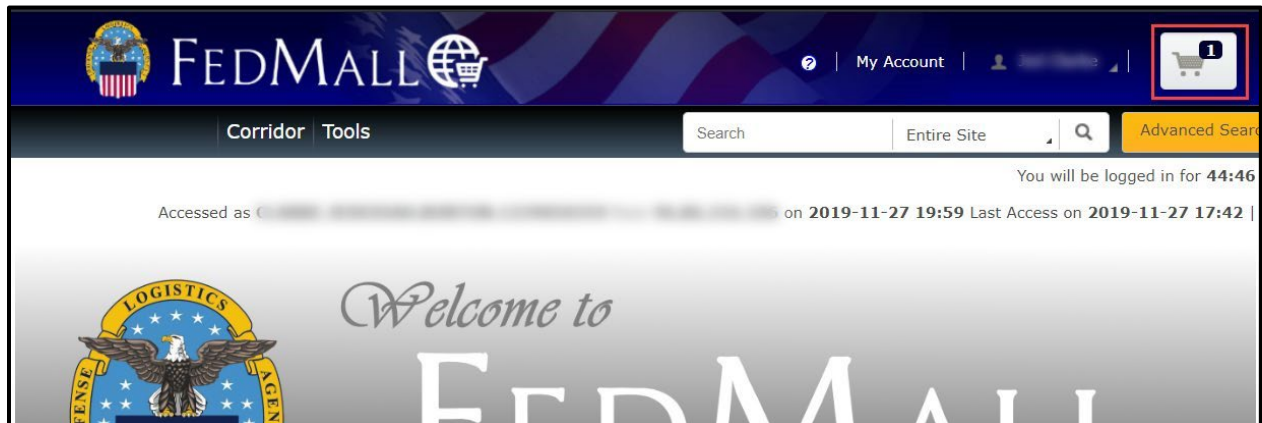 FEDMALL
? | My Account | |
1
Corridor Tools
Search Entire Site Advanced Sear
You will be logged in for 44:46
Accessed as on 2019-11-27 19:59 Last Access on 2019-11-27 17:42 |
LOGISTICS
Welcome to
FEDMALL